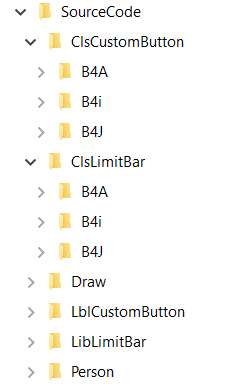 SourceCode
ClsCustomButton
B4A
B4i
B4J
ClsLimitBar
B4A
B4i
B4J
Draw
LblCustomButton
LibLimitBar
Person